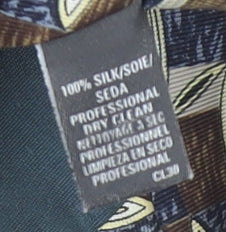 100% SILK/SOIE/
SEDA
PROFESSIONAL
DRY CLEAN
NETTOYAGE À SEC
PROFESSIONNEL
LIMPIEZA EN SECO
PROFESIONAL
CL30